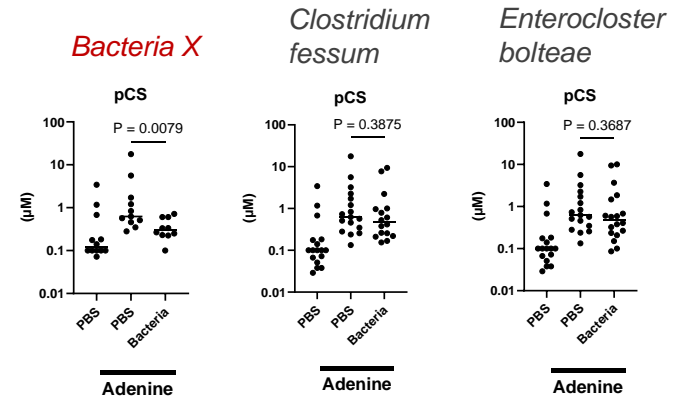 Bacteria X
Clostridium
fessum
Enterocloster
bolteae
pCS
P = 0.0079
100
10
1
0.1
0.01
(μM)
PBS
PBS
Bacteria
Adenine
pCS
P = 0.3875
100
10
1
0.1
0.01
(μM)
PBS
PBS
Bacteria
Adenine
pCS
P = 0.3687
100
10
1
0.1
0.01
(μM)
PBS
PBS
Bacteria
Adenine